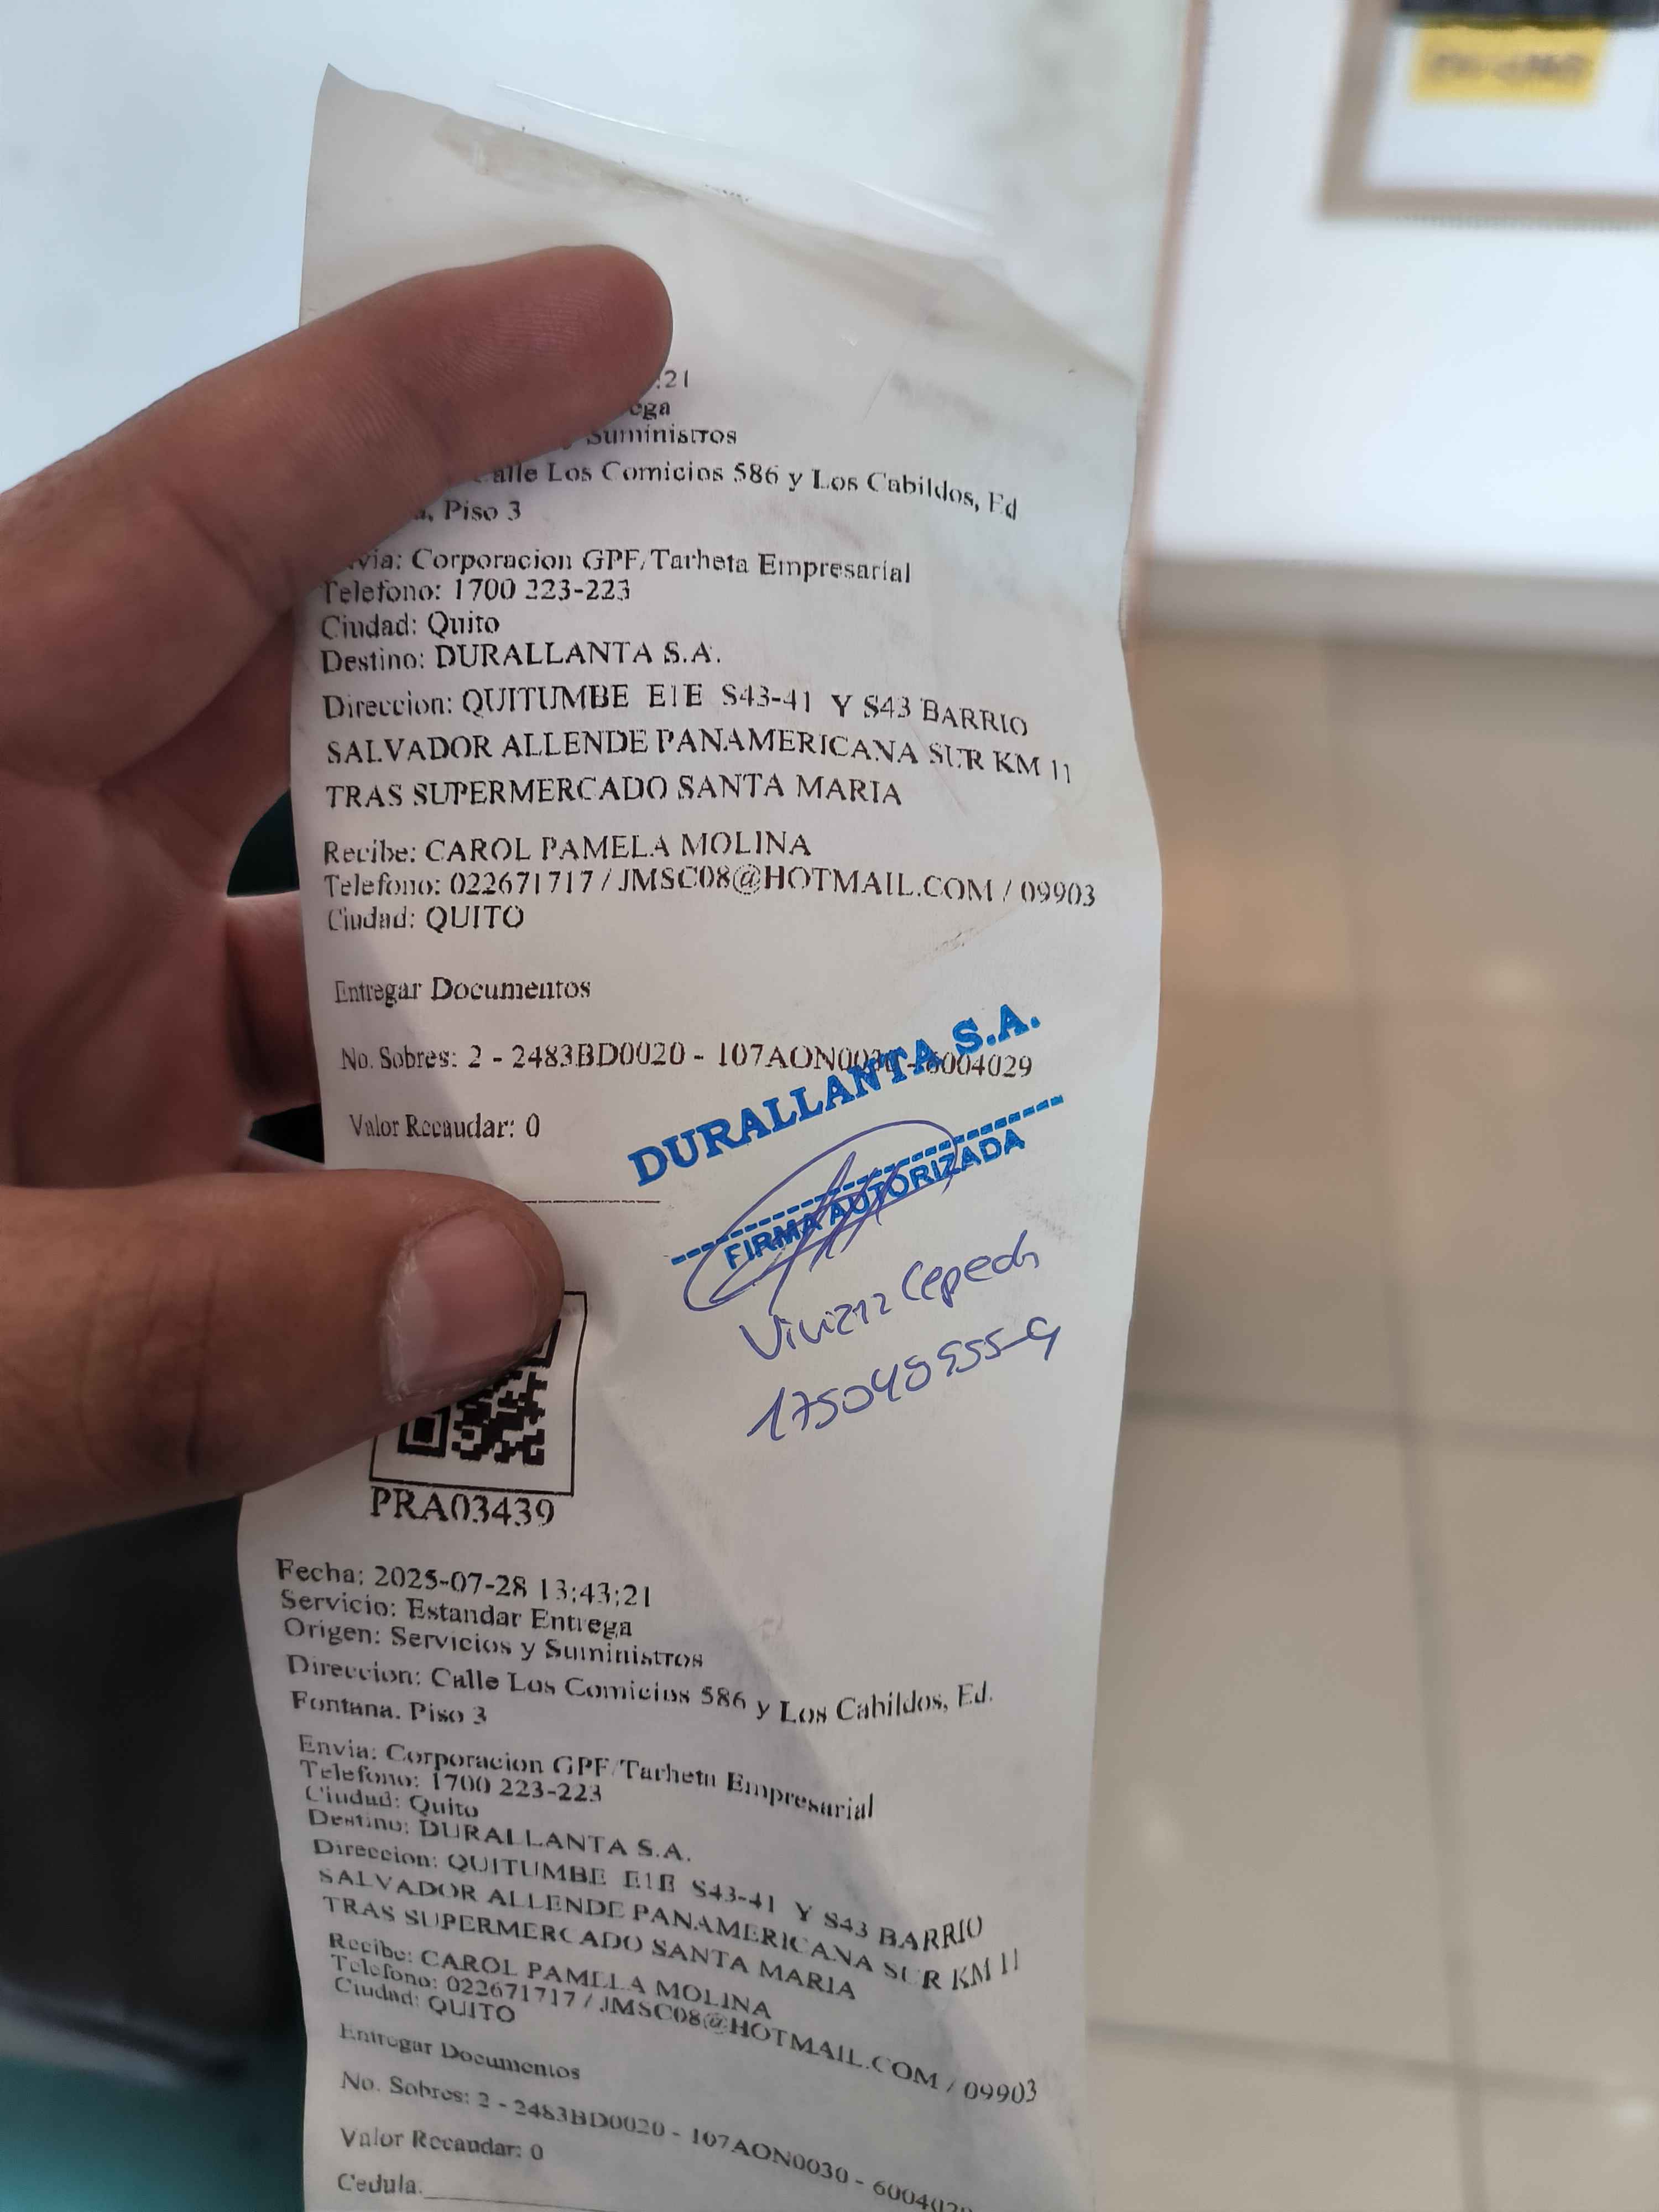 :21
Suministros
Calle Los Comicios 586 y Los Cabildos, Ed
Piso 3
Envia: Corporacion GPF/Tarheta Empresarial
Telefono: 1700 223-223
Ciudad: Quito
Destino: DURALLANTA S.A.
Direccion: QUITUMBE E1E S43-41 Y S43 BARRIO
SALVADOR ALLENDE PANAMERICANA SUR KM 11
TRAS SUPERMERCADO SANTA MARIA
Recibe: CAROL PAMELA MOLINA
Telefono: 022671717 / JMSC08@HOTMAIL.COM / 09903
Ciudad: QUITO
Entregar Documentos
No. Sobres: 2 - 2483BD0020 - 107AON0030 - 6004029
DURALLANTA S.A.
Valor Recaudar: 0
FIRMA AUTORIZADA
Viviana Cepeda
PRA03439
Fecha: 2025-07-28 13:43:21
Servicio: Estandar Entrega
Origen: Servicios y Suministros
Direccion: Calle Los Comicios 586 y Los Cabildos, Ed.
Fontana. Piso 3
Envia: Corporacion GPF/Tarheta Empresarial
Telefono: 1700 223-223
Ciudad: Quito
Destino: DURALLANTA S.A.
Direccion: QUITUMBE E1E S43-41 Y S43 BARRIO
SALVADOR ALLENDE PANAMERICANA SUR KM 11
TRAS SUPERMERCADO SANTA MARIA
Recibe: CAROL PAMELA MOLINA
Telefono: 022671717 / JMSC08@HOTMAIL.COM / 09903
Ciudad: QUITO
Entregar Documentos
No. Sobres: 2 - 2483BD0020 - 107AON0030 - 6004029
Valor Recaudar: 0
Cedula.